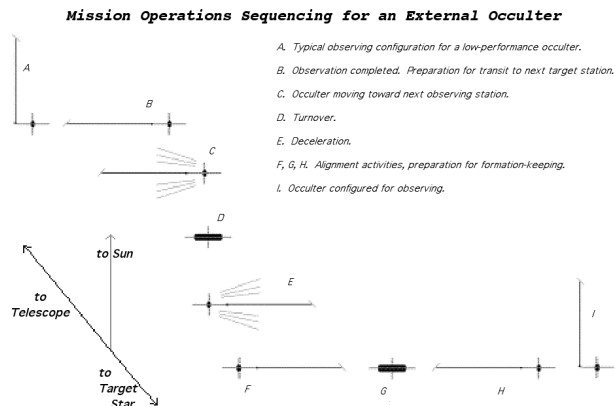 Mission Operations Sequencing for an External Occulter
A. Typical observing configuration for a low-performance occulter.
B. Observation completed. Preparation for transit to next target station.
C. Occulter moving toward next observing station.
D. Turnover.
E. Deceleration.
F, G, H. Alignment activities, preparation for formation-keeping.
I. Occulter configured for observing.
A
B
C
D
to Sun
E
to
Telescope
I
to
Target
Star
F
G
H